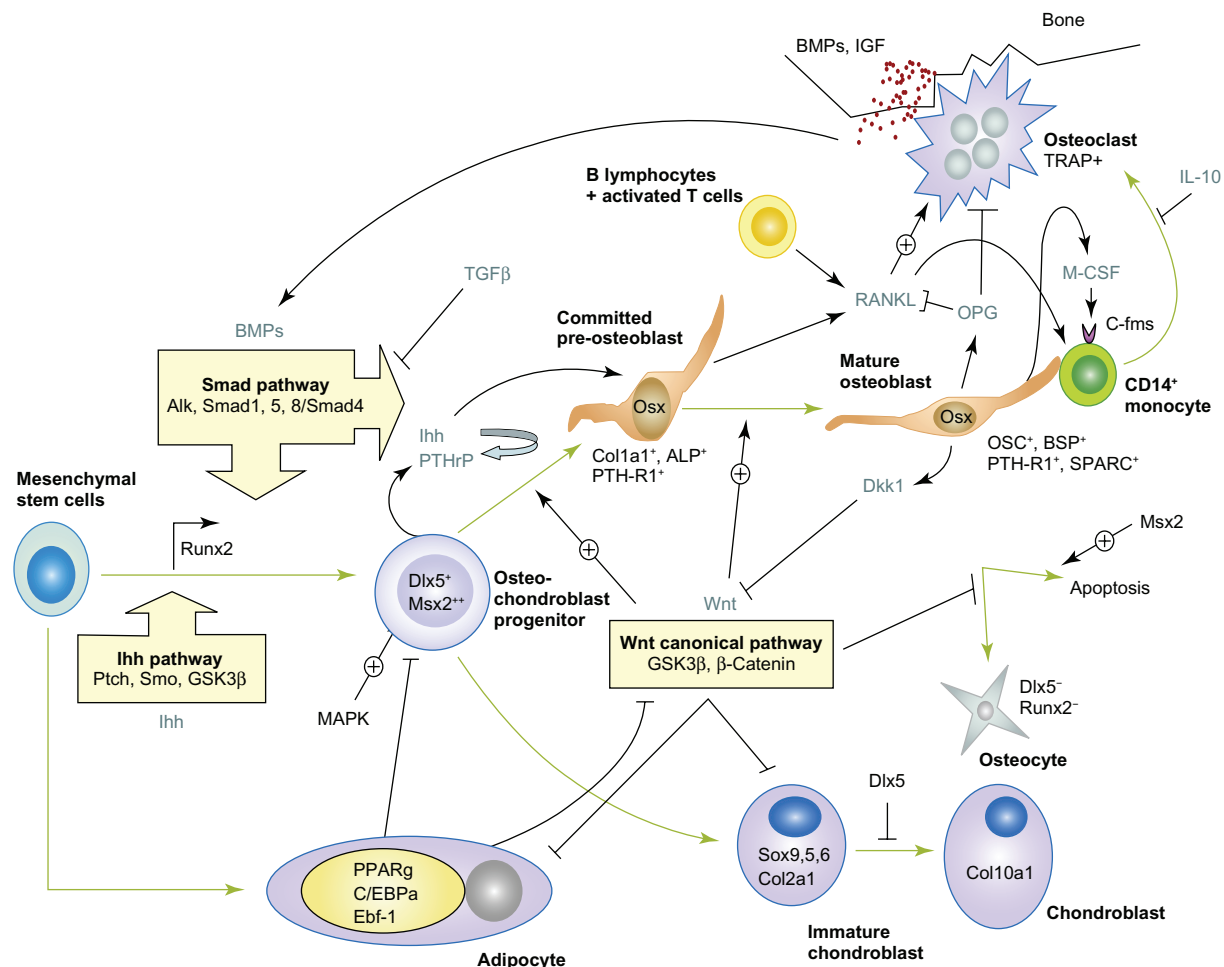 Bone
BMPs, IGF
Osteoclast
TRAP+
IL-10
B lymphocytes
+ activated T cells
+
M-CSF
TGFβ
RANKL
OPG
C-fms
BMPs
Committed
pre-osteoblast
Mature
osteoblast
CD14⁺
monocyte
Smad pathway
Alk, Smad1, 5, 8/Smad4
Osx
Osx
Ihh
PTHrP
Col1a1⁺, ALP⁺
PTH-R1⁺
+
OSC⁺, BSP⁺
PTH-R1⁺, SPARC⁺
Mesenchymal
stem cells
Dkk1
Runx2
+
Msx2
+
Dlx5⁺
Msx2⁺⁺
Osteo-
chondroblast
progenitor
Apoptosis
Wnt
Wnt canonical pathway
GSK3β, β-Catenin
Ihh pathway
Ptch, Smo, GSK3β
+
Ihh
MAPK
Dlx5⁻
Runx2⁻
Osteocyte
Dlx5
PPARg
C/EBPa
Ebf-1
Sox9,5,6
Col2a1
Col10a1
Chondroblast
Immature
chondroblast
Adipocyte